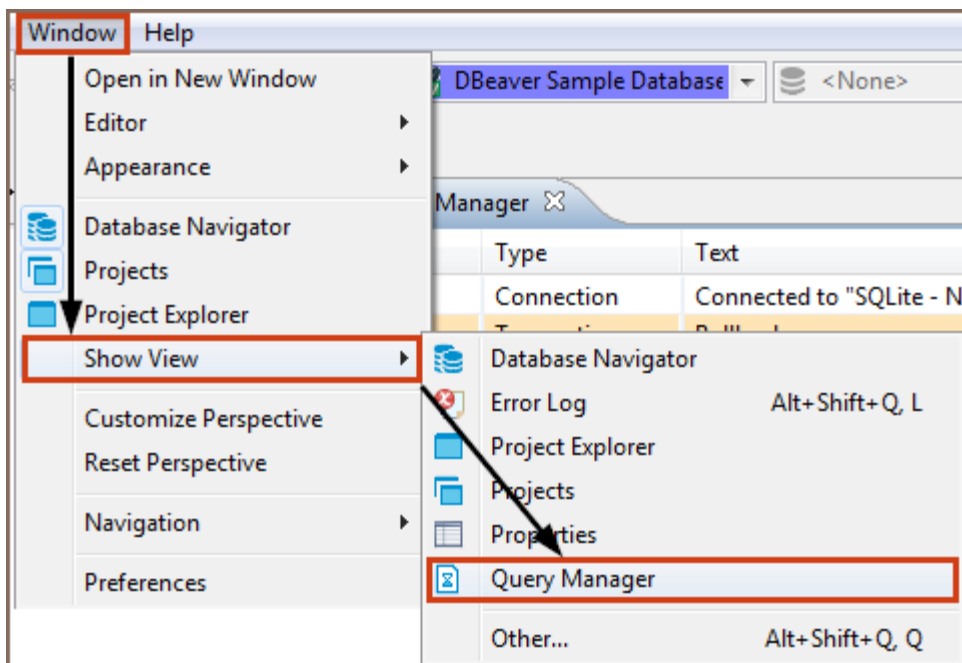 Window Help
Open in New Window
DBeaver Sample Database <None>
Editor
Appearance
Manager
Database Navigator
Type Text
Projects
Connection Connected to "SQLite - N
Project Explorer
Show View
Database Navigator
Error Log Alt+Shift+Q, L
Customize Perspective
Project Explorer
Reset Perspective
Projects
Navigation
Properties
Query Manager
Preferences
Other... Alt+Shift+Q, Q